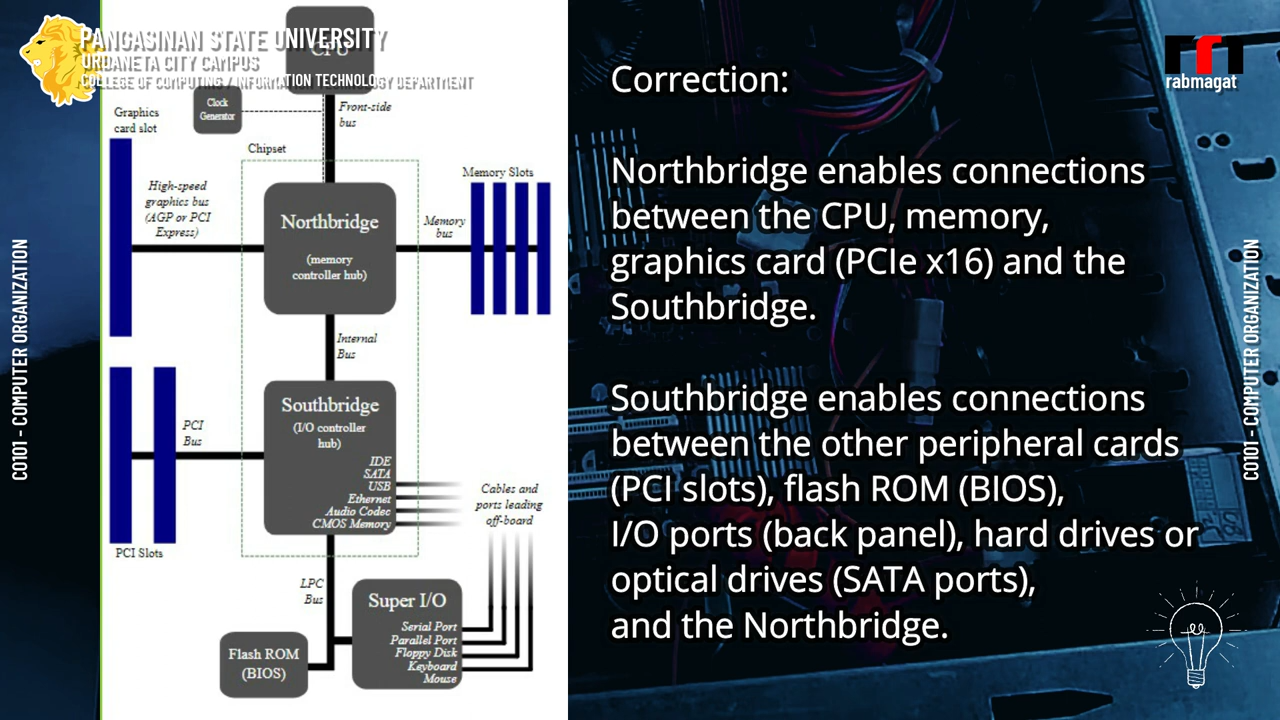 PANGASINAN STATE UNIVERSITY
URDANETA CITY CAMPUS
COLLEGE OF COMPUTING / INFORMATION TECHNOLOGY DEPARTMENT
rabmagat
CO101 - COMPUTER ORGANIZATION
CO101 - COMPUTER ORGANIZATION
CPU
Clock
Generator
Front-side
bus
Graphics
card slot
Chipset
High-speed
graphics bus
(AGP or PCI
Express)
Northbridge
(memory
controller hub)
Memory
bus
Memory Slots
Internal
Bus
Southbridge
(I/O controller
hub)
IDE
SATA
USB
Ethernet
Audio Codec
CMOS Memory
PCI
Bus
PCI Slots
Cables and
ports leading
off-board
LPC
Bus
Super I/O
Serial Port
Parallel Port
Floppy Disk
Keyboard
Mouse
Flash ROM
(BIOS)
Correction:
Northbridge enables connections
between the CPU, memory,
graphics card (PCIe x16) and the
Southbridge.
Southbridge enables connections
between the other peripheral cards
(PCI slots), flash ROM (BIOS),
I/O ports (back panel), hard drives or
optical drives (SATA ports),
and the Northbridge.